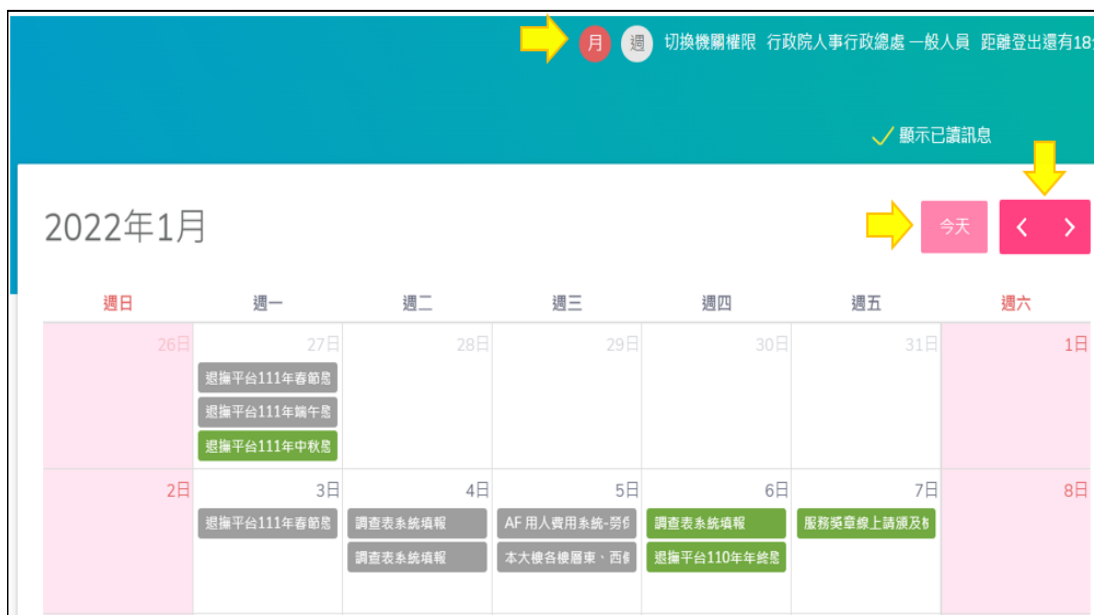 月 週 切換機關權限 行政院人事行政總處 一般人員 距離登出還有18
顯示已讀訊息
2022年1月
今天
週日 週一 週二 週三 週四 週五 週六
26日 27日 28日 29日 30日 31日 1日
退撫平台111年春節
退撫平台111年端午
退撫平台111年中秋
2日 3日 4日 5日 6日 7日 8日
退撫平台111年春節 調查表系統填報 AF 用人費用系統-勞 調查表系統填報 服務獎章線上請頒及
調查表系統填報 本大樓各樓層東、西 退撫平台110年年終